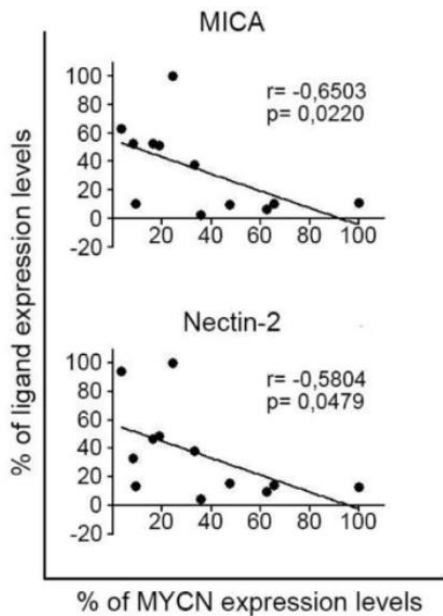 MICA
100
80
60
40
20
0
-20
20 40 60 80 100
r= -0,6503
p= 0,0220
Nectin-2
100
80
60
40
20
0
-20
20 40 60 80 100
r= -0,5804
p= 0,0479
% of ligand expression levels
% of MYCN expression levels